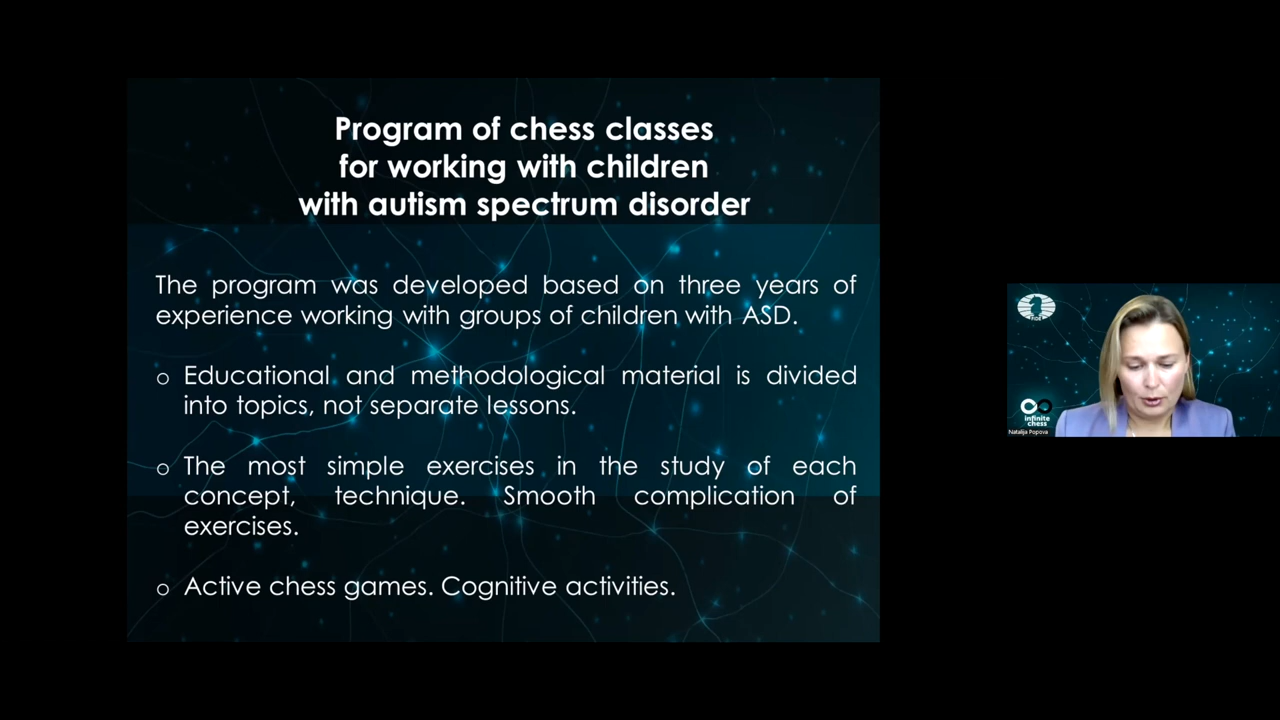 Program of chess classes
for working with children
with autism spectrum disorder
The program was developed based on three years of
experience working with groups of children with ASD.
o Educational and methodological material is divided
into topics, not separate lessons.
o The most simple exercises in the study of each
concept, technique. Smooth complication of
exercises.
o Active chess games. Cognitive activities.
FIDE
infinite
chess
Natalija Popova